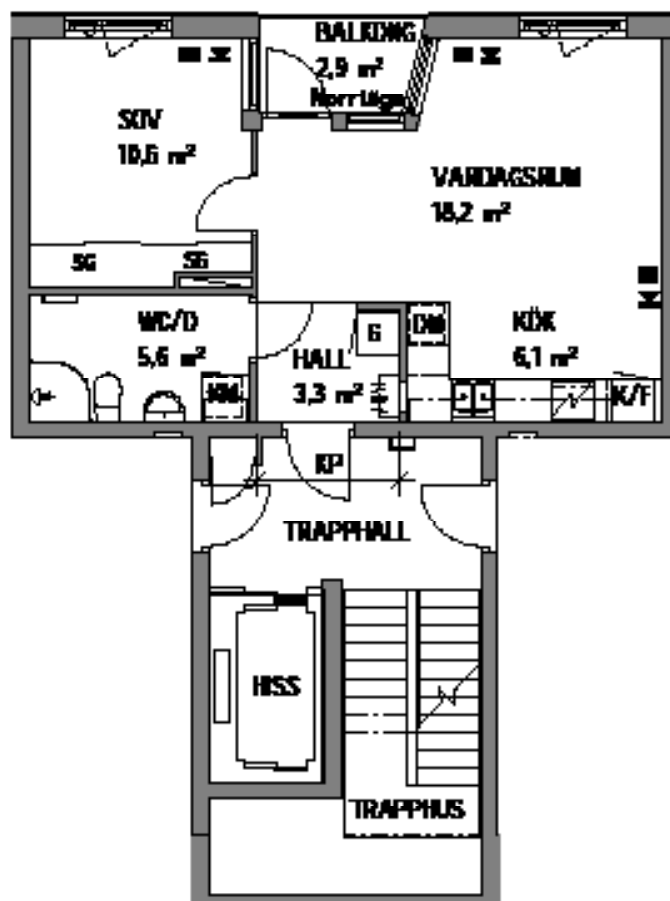 BALKONG
2,9 m²
Norrläge
SOV
10,6 m²
VARDAGSRUM
18,2 m²
SG
SG
WC/D
5,6 m²
HALL
3,3 m²
G
DM
KÖK
6,1 m²
KM
K/F
KP
TRAPPHALL
HISS
TRAPPHUS